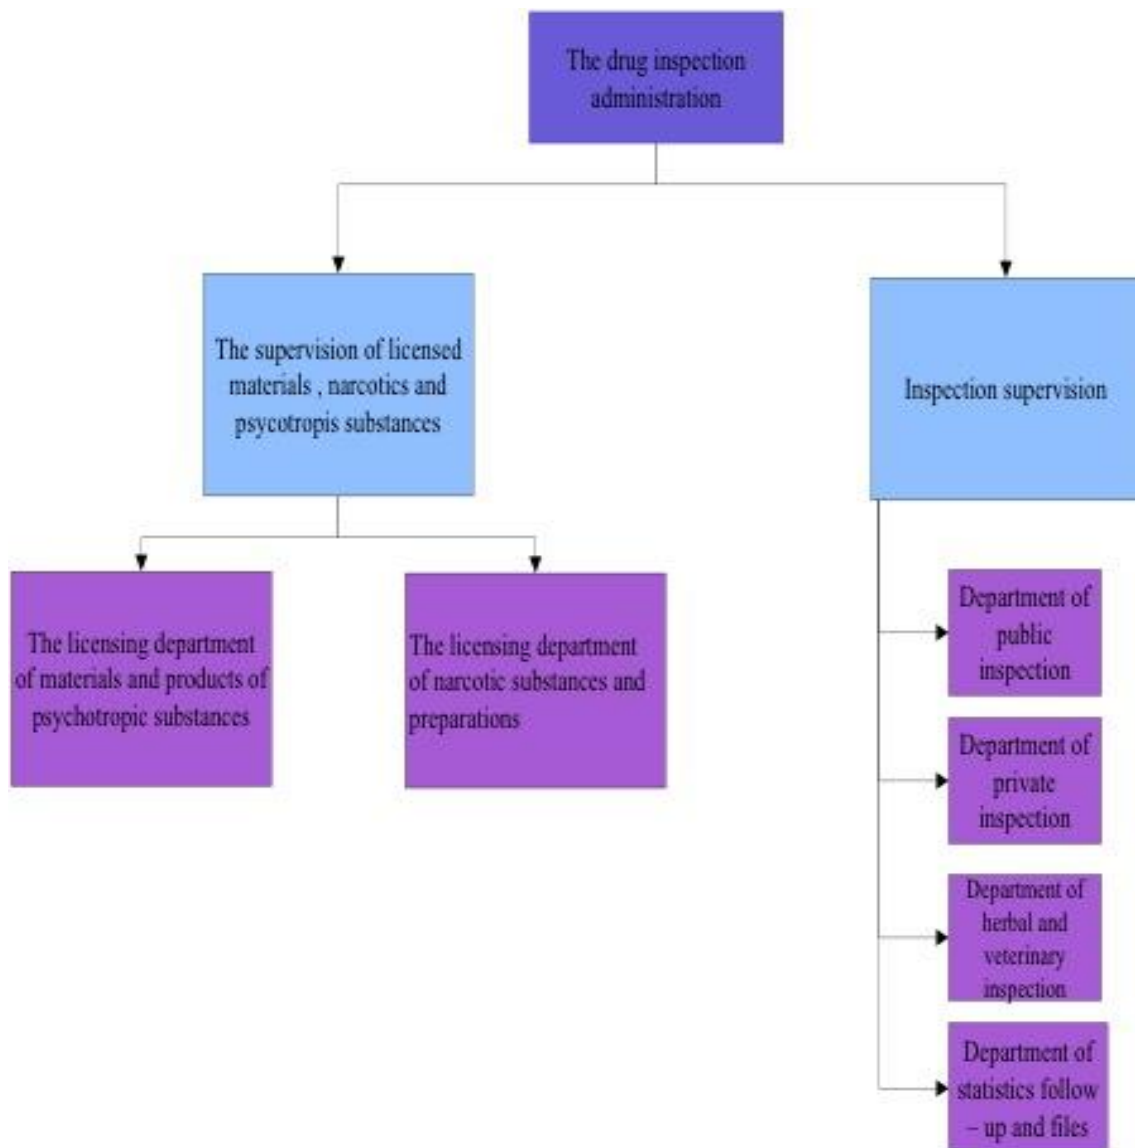 The drug inspection
administration
The supervision of licensed
materials , narcotics and
psycotropis substances
Inspection supervision
The licensing department
of materials and products of
psychotropic substances
The licensing department
of narcotic substances and
preparations
Department of
public
inspection
Department of
private
inspection
Department of
herbal and
veterinary
inspection
Department of
statistics follow
– up and files